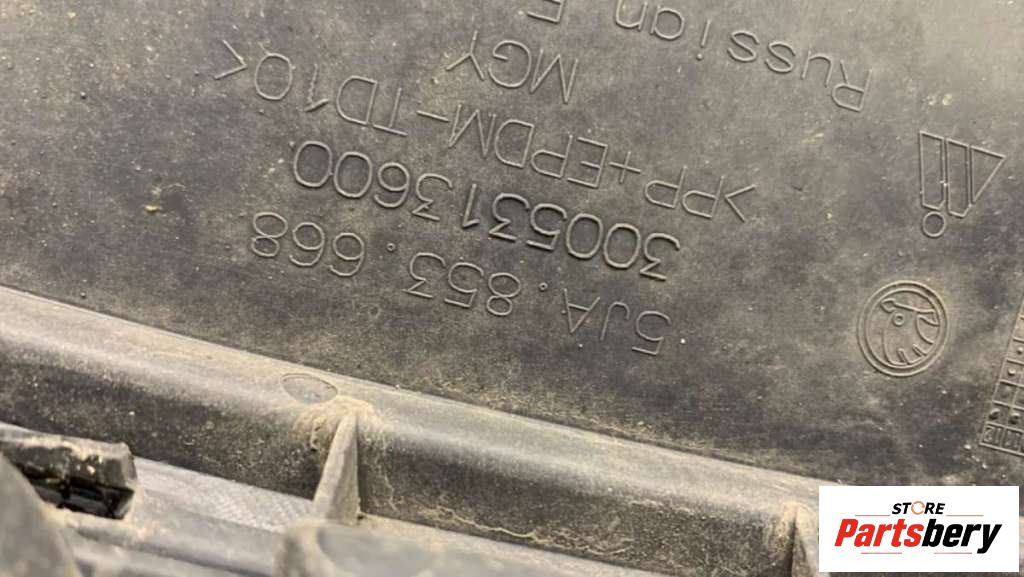 5JA. 853. 668
3005313600
>PP+EPDM-TD10<
MGY
Russian
STORE
Partsbery